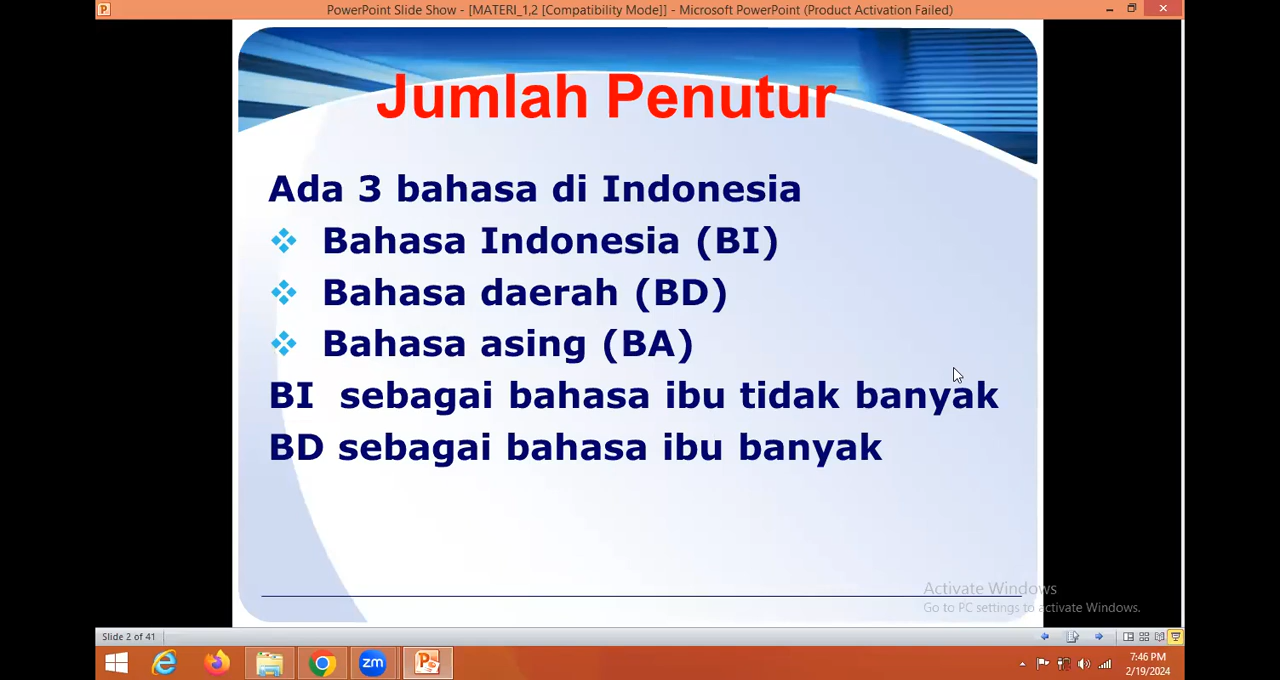 PowerPoint Slide Show - [MATERI_1,2 [Compatibility Mode]] - Microsoft PowerPoint (Product Activation Failed)
Jumlah Penutur
Ada 3 bahasa di Indonesia
Bahasa Indonesia (BI)
Bahasa daerah (BD)
Bahasa asing (BA)
BI sebagai bahasa ibu tidak banyak
BD sebagai bahasa ibu banyak
Activate Windows
Go to PC settings to activate Windows.
Slide 2 of 41
zm
7:46 PM
2/19/2024